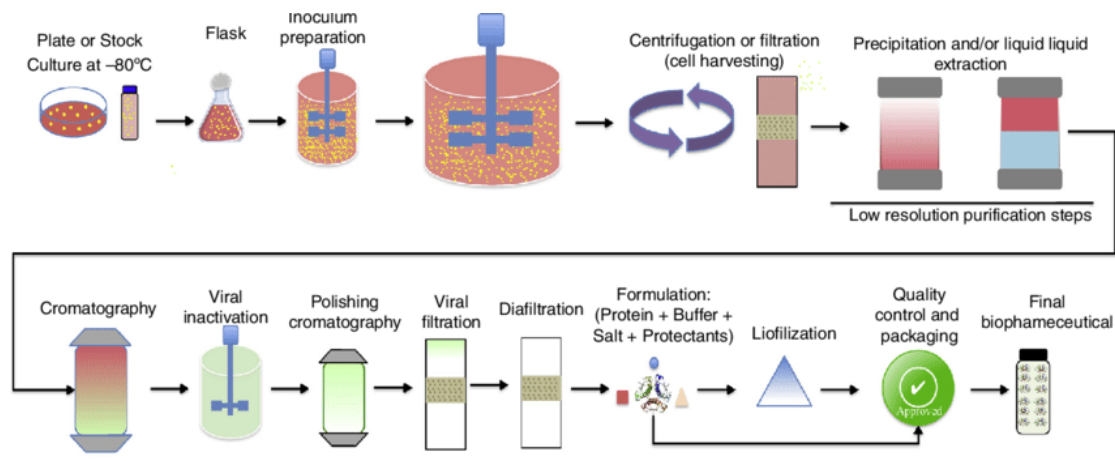 Plate or Stock
Culture at –80ºC
Flask
Inoculum
preparation
Centrifugation or filtration
(cell harvesting)
Precipitation and/or liquid liquid
extraction
Low resolution purification steps
Cromatography
Viral
inactivation
Polishing
cromatography
Viral
filtration
Diafiltration
Formulation:
(Protein + Buffer +
Salt + Protectants)
Liofilization
Quality
control and
packaging
Approved
Final
biophameceutical